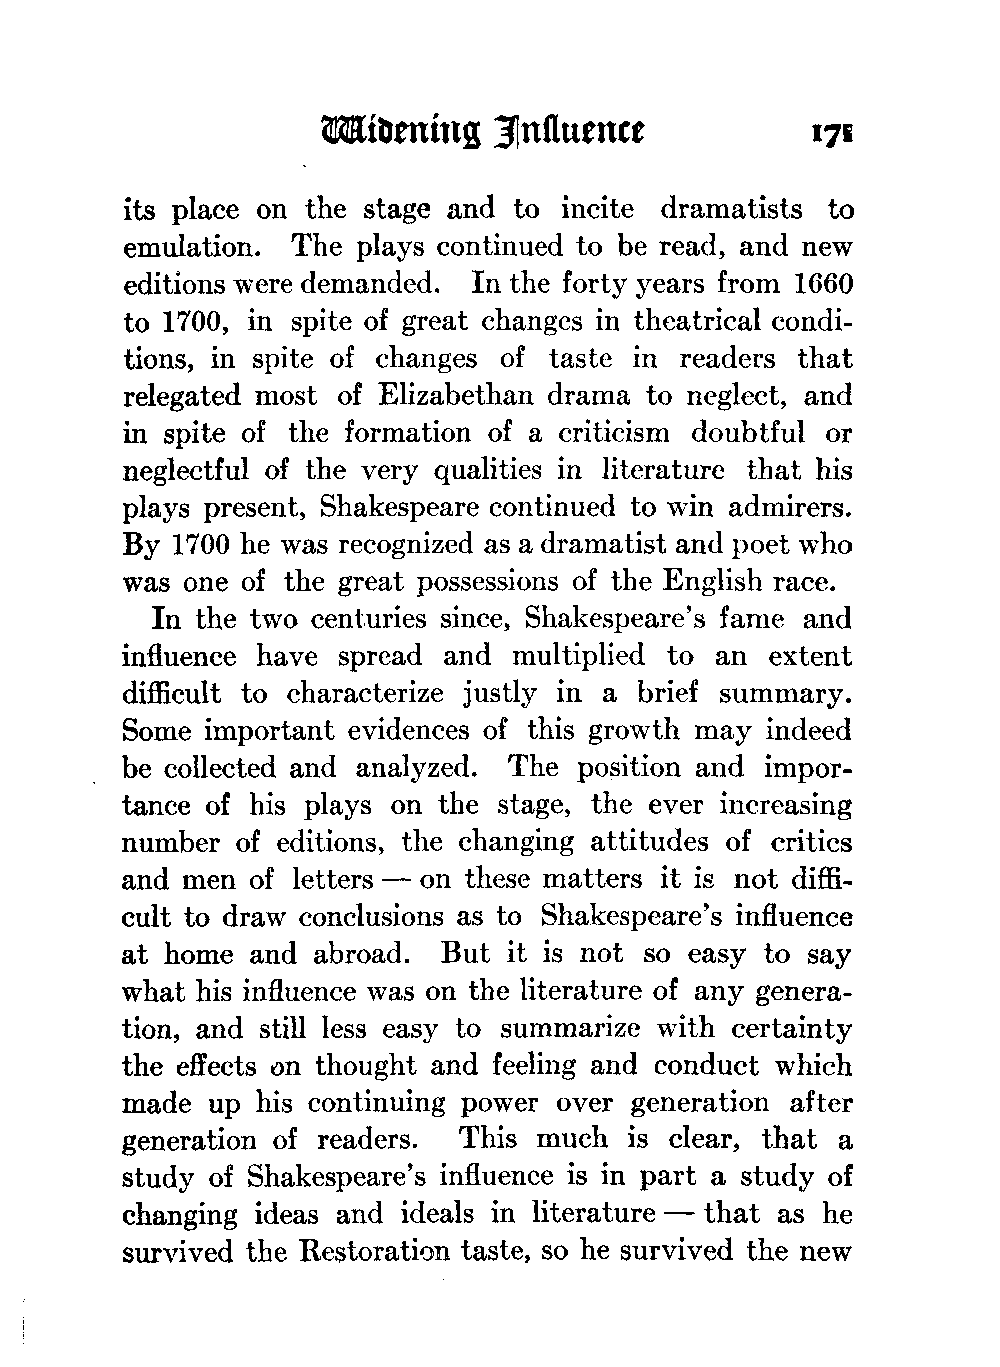 Widening Influence 171
its place on the stage and to incite dramatists to
emulation. The plays continued to be read, and new
editions were demanded. In the forty years from 1660
to 1700, in spite of great changes in theatrical condi-
tions, in spite of changes of taste in readers that
relegated most of Elizabethan drama to neglect, and
in spite of the formation of a criticism doubtful or
neglectful of the very qualities in literature that his
plays present, Shakespeare continued to win admirers.
By 1700 he was recognized as a dramatist and poet who
was one of the great possessions of the English race.
In the two centuries since, Shakespeare's fame and
influence have spread and multiplied to an extent
difficult to characterize justly in a brief summary.
Some important evidences of this growth may indeed
be collected and analyzed. The position and impor-
tance of his plays on the stage, the ever increasing
number of editions, the changing attitudes of critics
and men of letters — on these matters it is not diffi-
cult to draw conclusions as to Shakespeare's influence
at home and abroad. But it is not so easy to say
what his influence was on the literature of any genera-
tion, and still less easy to summarize with certainty
the effects on thought and feeling and conduct which
made up his continuing power over generation after
generation of readers. This much is clear, that a
study of Shakespeare's influence is in part a study of
changing ideas and ideals in literature — that as he
survived the Restoration taste, so he survived the new